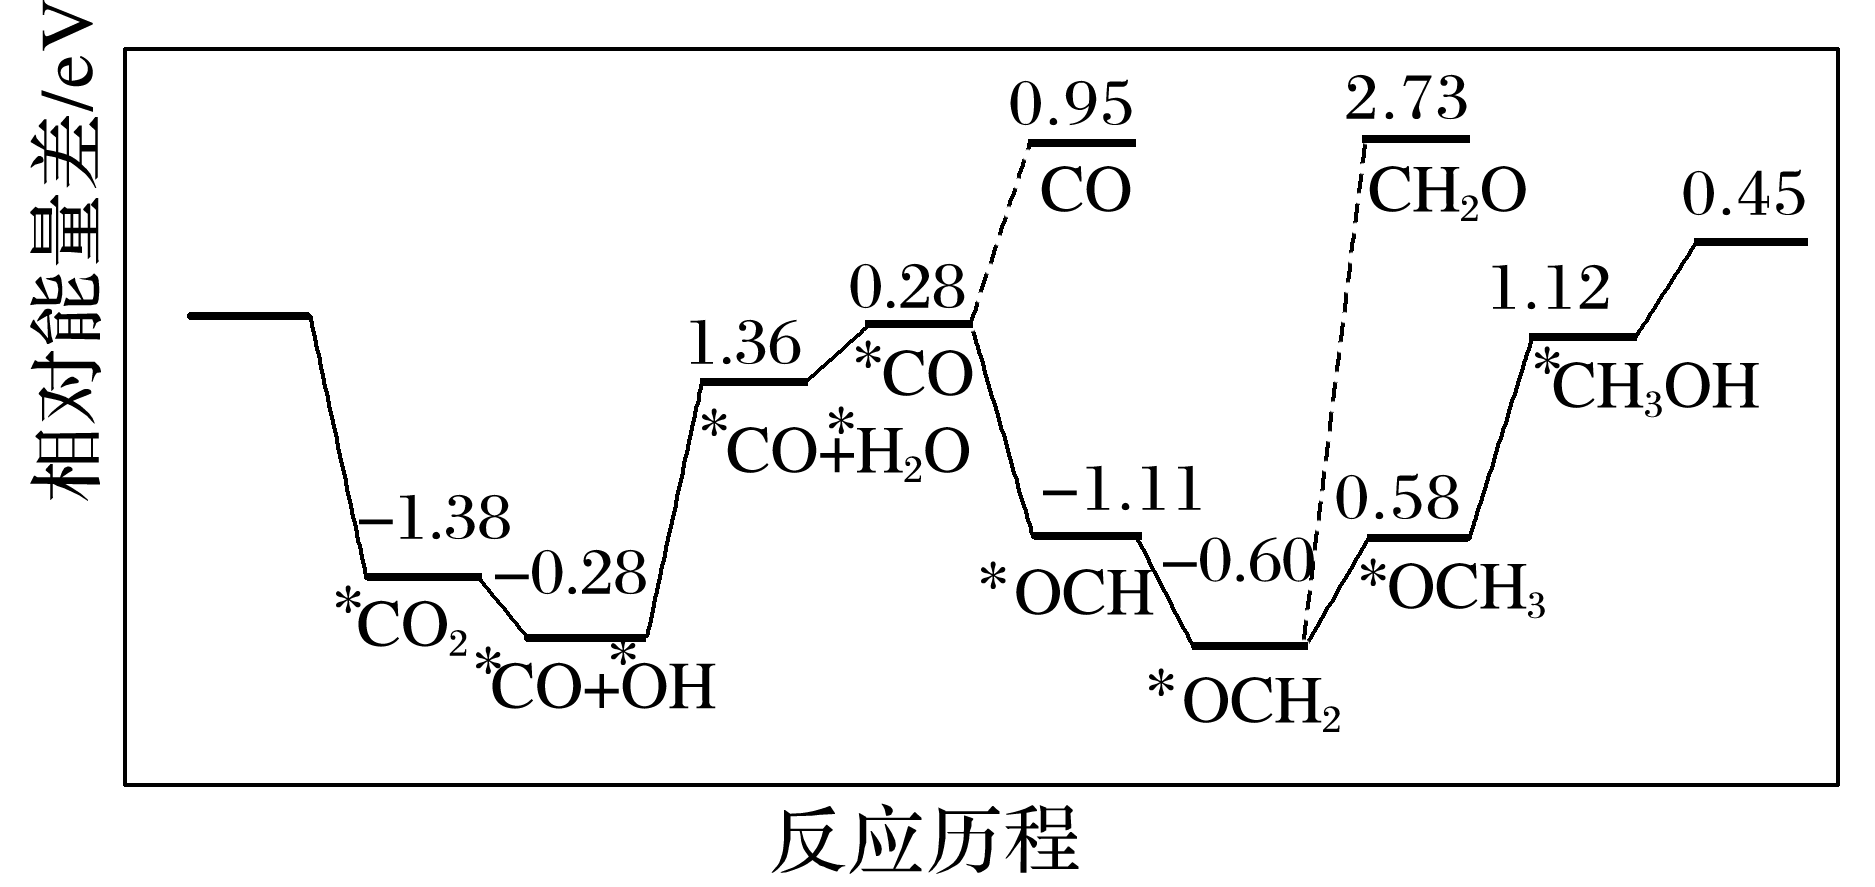 相对能量差/eV
−1.38
*CO₂
−0.28
*CO+*OH
1.36
*CO+*H₂O
0.28
*CO
0.95
CO
−1.11
*OCH
−0.60
*OCH₂
2.73
CH₂O
0.58
*OCH₃
1.12
*CH₃OH
0.45
反应历程